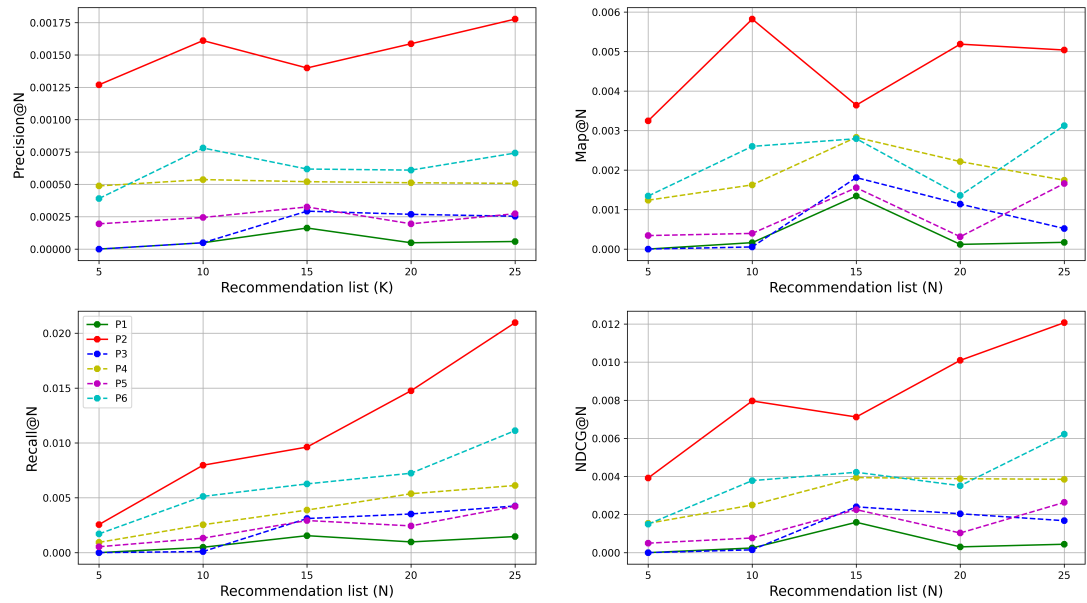 Precision@N
0.00175
0.00150
0.00125
0.00100
0.00075
0.00050
0.00025
0.00000
5 10 15 20 25
Recommendation list (K)
Map@N
0.006
0.005
0.004
0.003
0.002
0.001
0.000
5 10 15 20 25
Recommendation list (N)
Recall@N
0.020
0.015
0.010
0.005
0.000
P1
P2
P3
P4
P5
P6
5 10 15 20 25
Recommendation list (N)
NDCG@N
0.012
0.010
0.008
0.006
0.004
0.002
0.000
5 10 15 20 25
Recommendation list (N)